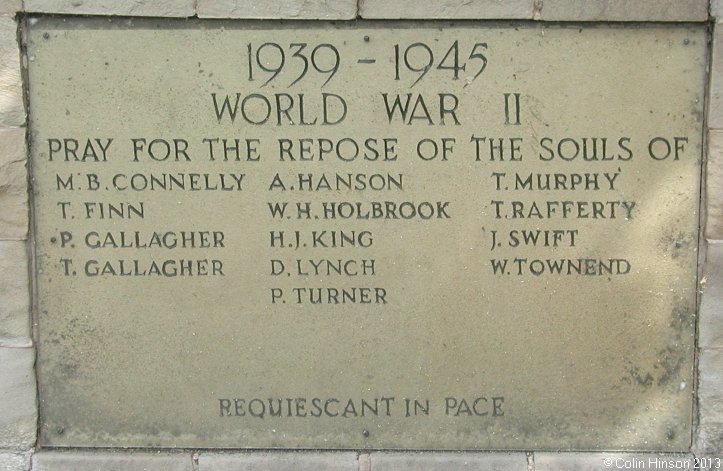 1939 - 1945
WORLD WAR II
PRAY FOR THE REPOSE OF THE SOULS OF
M. B. CONNELLY A. HANSON T. MURPHY
T. FINN W. H. HOLBROOK T. RAFFERTY
P. GALLAGHER H. J. KING J. SWIFT
T. GALLAGHER D. LYNCH W. TOWNEND
P. TURNER
REQUIESCANT IN PACE
©Colin Hinson 2013